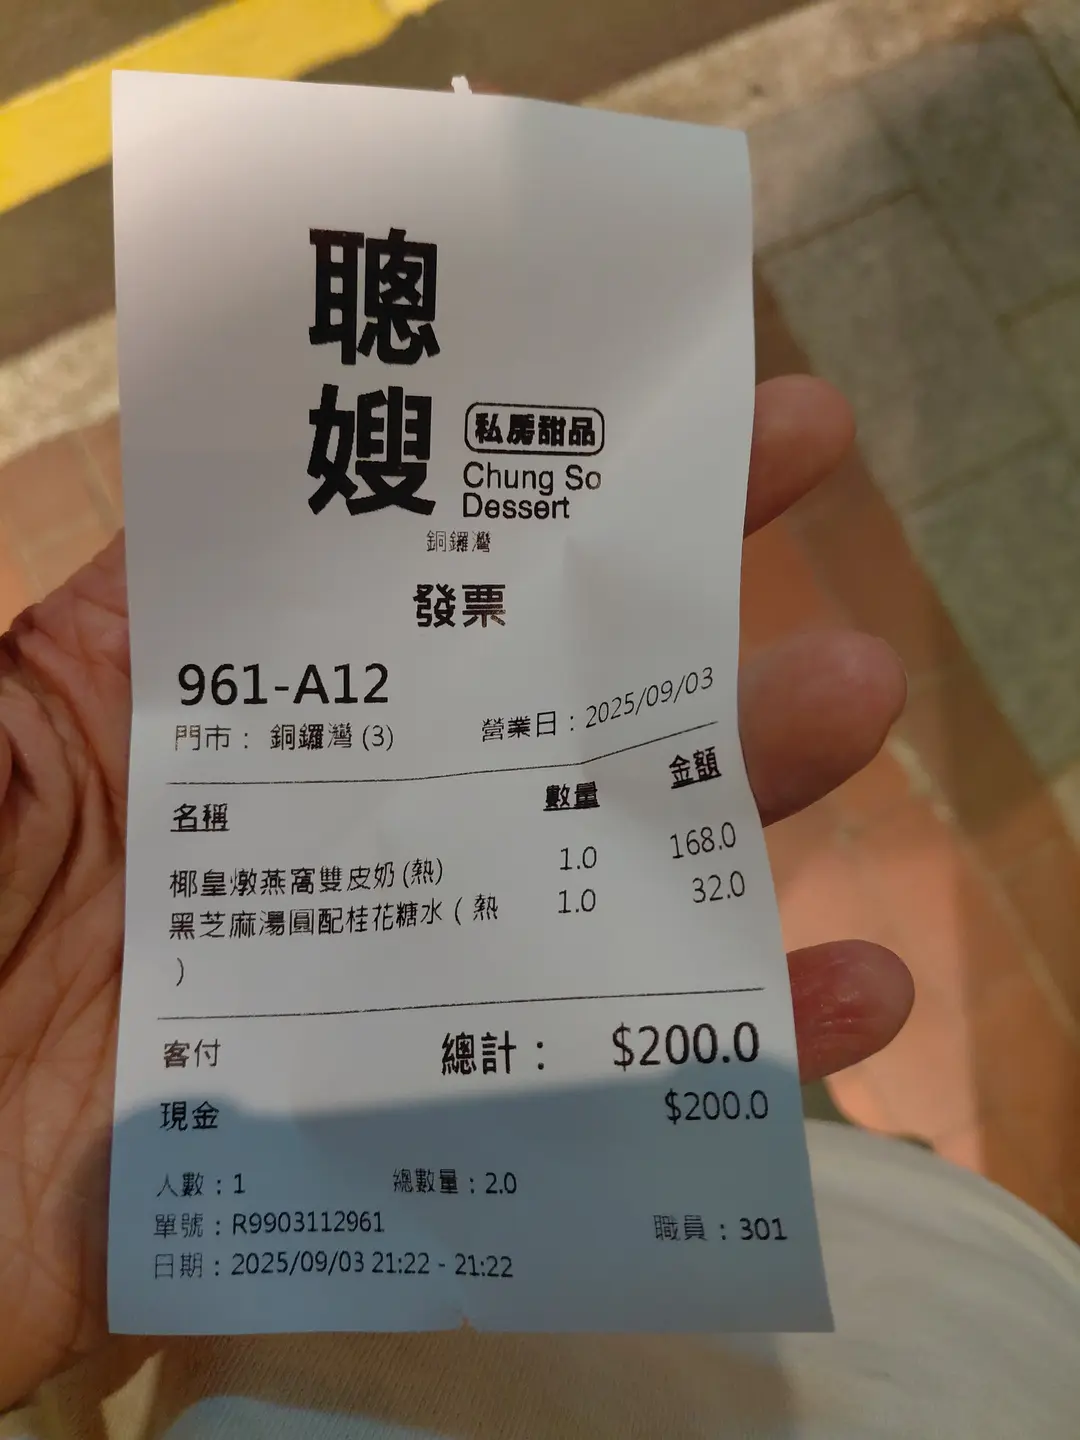 聰
嫂
私房甜品
Chung So
Dessert
銅鑼灣
發票
961-A12
門市： 銅鑼灣 (3)
營業日：2025/09/03
名稱 數量 金額
椰皇燉燕窩雙皮奶 (熱) 1.0 168.0
黑芝麻湯圓配桂花糖水（ 熱 1.0 32.0
）
客付 總計： $200.0
現金 $200.0
人數：1 總數量：2.0
單號：R9903112961 職員：301
日期：2025/09/03 21:22 - 21:22